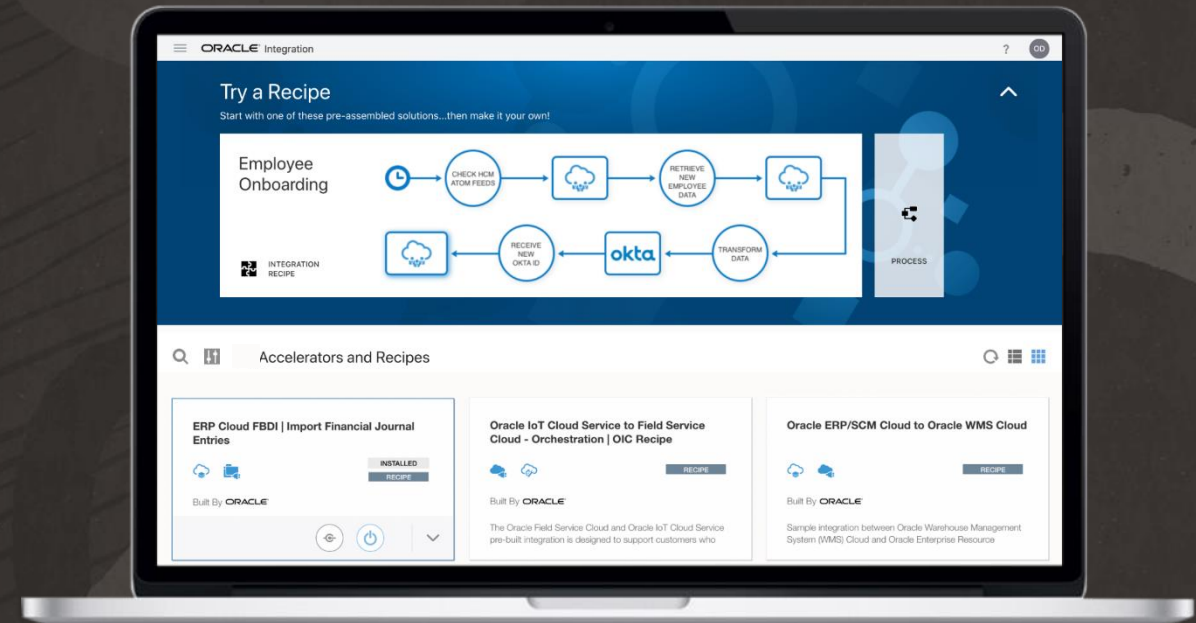 ORACLE Integration
?
OD
Try a Recipe
Start with one of these pre-assembled solutions...then make it your own!
Employee
Onboarding
CHECK HCM
ATOM FEEDS
RETRIEVE
NEW
EMPLOYEE
DATA
RECEIVE
NEW
OKTA ID
okta
TRANSFORM
DATA
INTEGRATION
RECIPE
PROCESS
Accelerators and Recipes
ERP Cloud FBDI | Import Financial Journal
Entries
INSTALLED
RECIPE
Built By ORACLE
Oracle IoT Cloud Service to Field Service
Cloud - Orchestration | OIC Recipe
RECIPE
Built By ORACLE
The Oracle Field Service Cloud and Oracle IoT Cloud Service
pre-built integration is designed to support customers who
Oracle ERP/SCM Cloud to Oracle WMS Cloud
RECIPE
Built By ORACLE
Sample integration between Oracle Warehouse Management
System (WMS) Cloud and Oracle Enterprise Resource